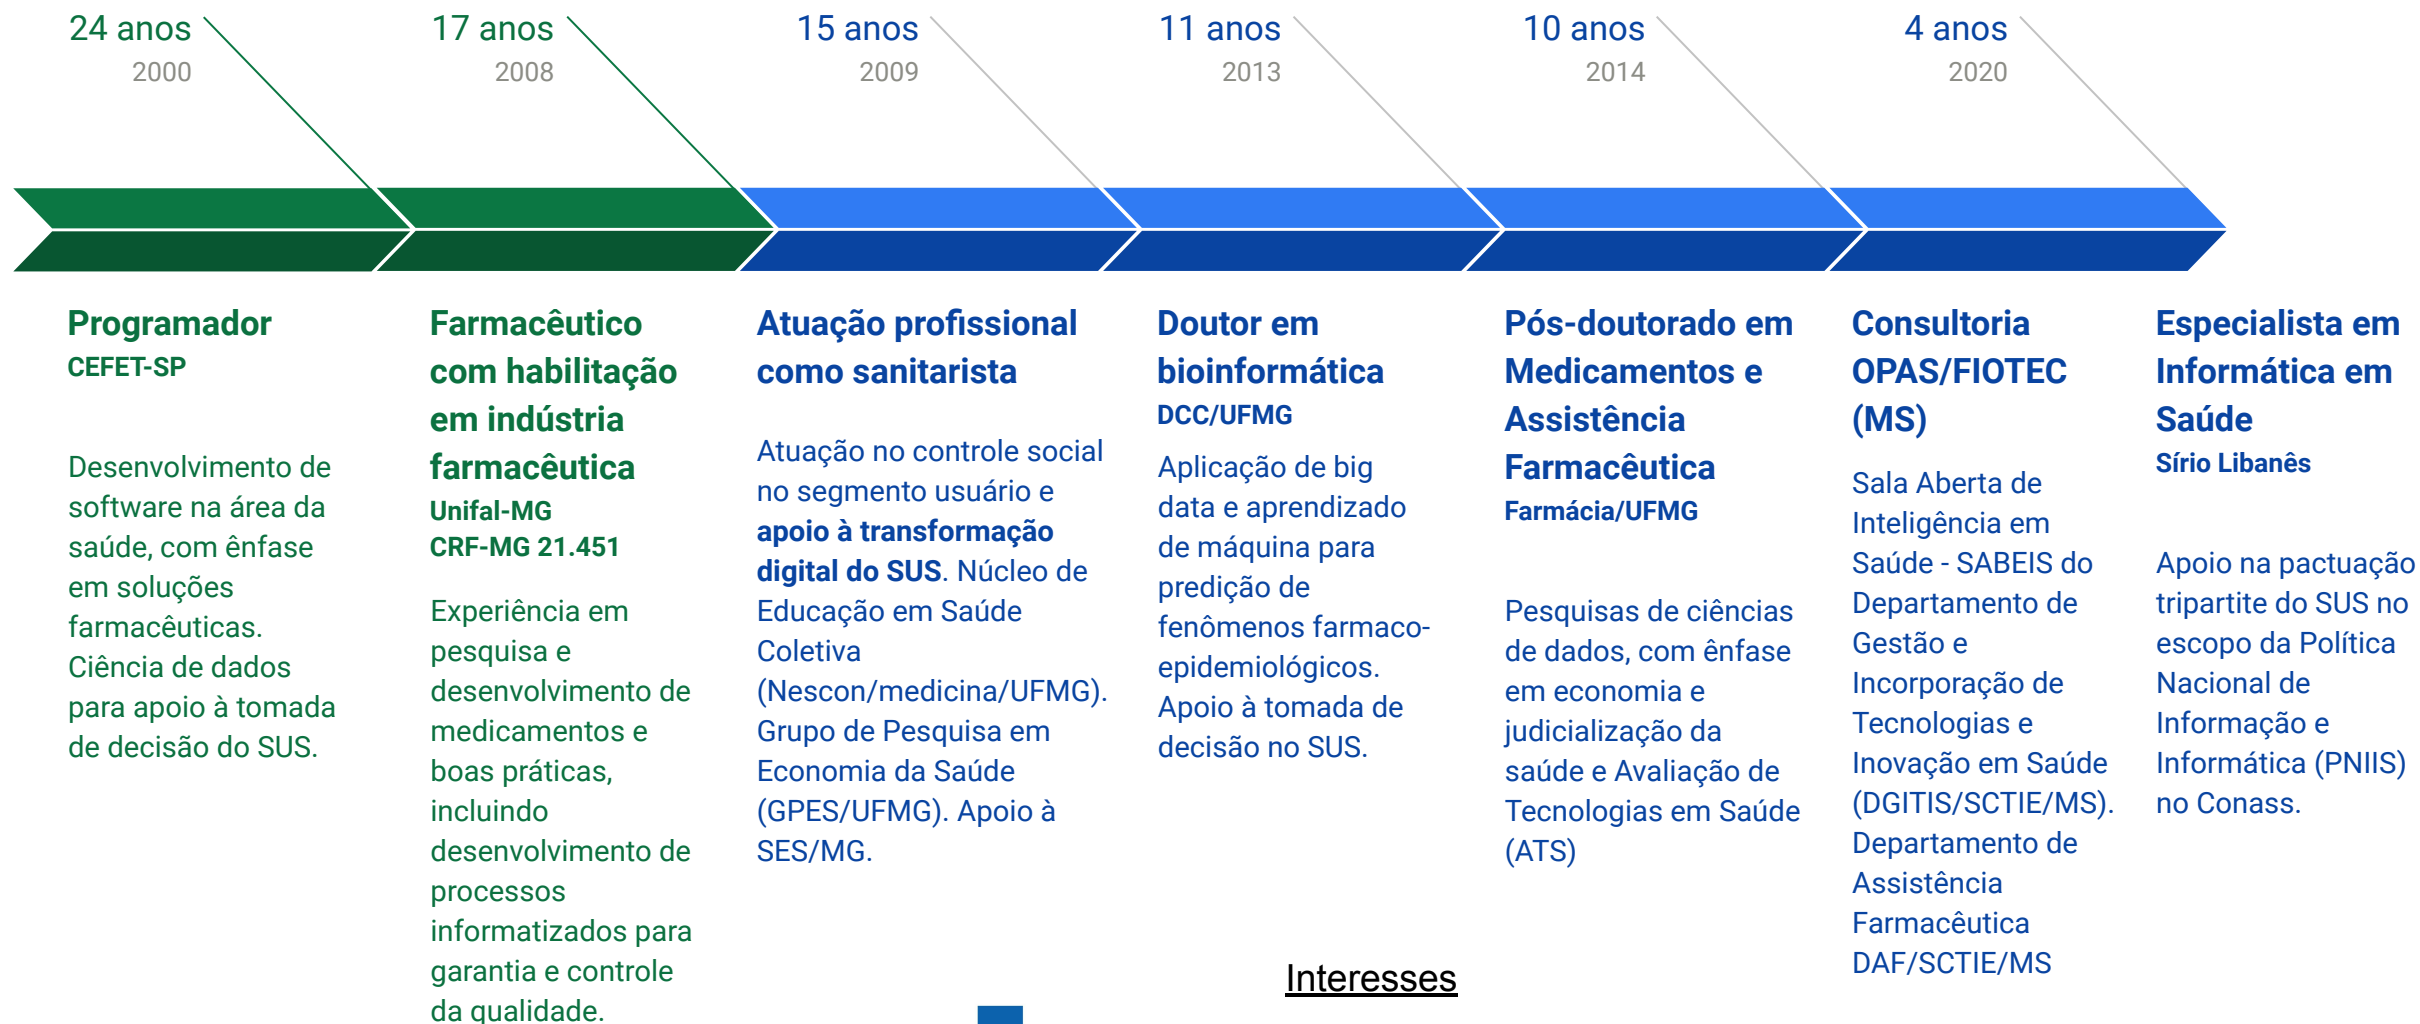 24 anos
2000
17 anos
2008
15 anos
2009
11 anos
2013
10 anos
2014
4 anos
2020
Programador
CEFET-SP
Desenvolvimento de
software na área da
saúde, com ênfase
em soluções
farmacêuticas.
Ciência de dados
para apoio à tomada
de decisão do SUS.
Farmacêutico
com habilitação
em indústria
farmacêutica
Unifal-MG
CRF-MG 21.451
Experiência em
pesquisa e
desenvolvimento de
medicamentos e
boas práticas,
incluindo
desenvolvimento de
processos
informatizados para
garantia e controle
da qualidade.
Atuação profissional
como sanitarista
Atuação no controle social
no segmento usuário e
apoio à transformação
digital do SUS. Núcleo de
Educação em Saúde
Coletiva
(Nescon/medicina/UFMG).
Grupo de Pesquisa em
Economia da Saúde
(GPES/UFMG). Apoio à
SES/MG.
Doutor em
bioinformática
DCC/UFMG
Aplicação de big
data e aprendizado
de máquina para
predição de
fenômenos farmaco-
epidemiológicos.
Apoio à tomada de
decisão no SUS.
Pós-doutorado em
Medicamentos e
Assistência
Farmacêutica
Farmácia/UFMG
Pesquisas de ciências
de dados, com ênfase
em economia e
judicialização da
saúde e Avaliação de
Tecnologias em Saúde
(ATS)
Consultoria
OPAS/FIOTEC
(MS)
Sala Aberta de
Inteligência em
Saúde - SABEIS do
Departamento de
Gestão e
Incorporação de
Tecnologias e
Inovação em Saúde
(DGITIS/SCTIE/MS).
Departamento de
Assistência
Farmacêutica
DAF/SCTIE/MS
Especialista em
Informática em
Saúde
Sírio Libanês
Apoio na pactuação
tripartite do SUS no
escopo da Política
Nacional de
Informação e
Informática (PNIIS)
no Conass.
Interesses